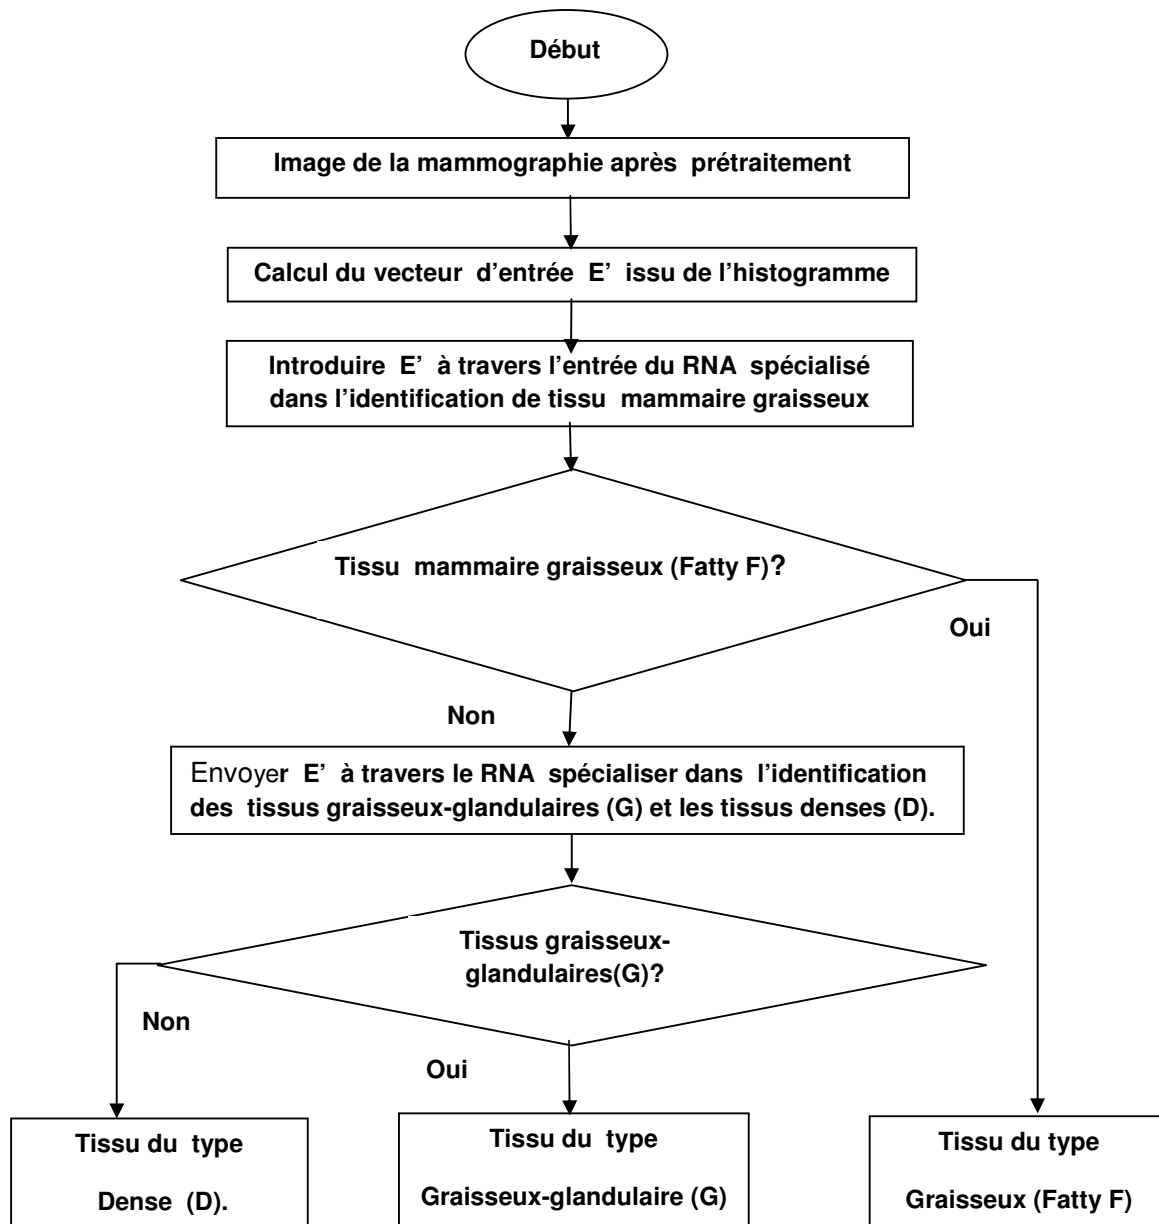 Début
Image de la mammographie après prétraitement
Calcul du vecteur d’entrée E’ issu de l’histogramme
Introduire E’ à travers l’entrée du RNA spécialisé
dans l’identification de tissu mammaire graisseux
Tissu mammaire graisseux (Fatty F)?
Oui
Non
Envoyer E’ à travers le RNA spécialiser dans l’identification
des tissus graisseux-glandulaires (G) et les tissus denses (D).
Tissus graisseux-
glandulaires(G)?
Non
Oui
Tissu du type
Dense (D).
Tissu du type
Graisseux-glandulaire (G)
Tissu du type
Graisseux (Fatty F)